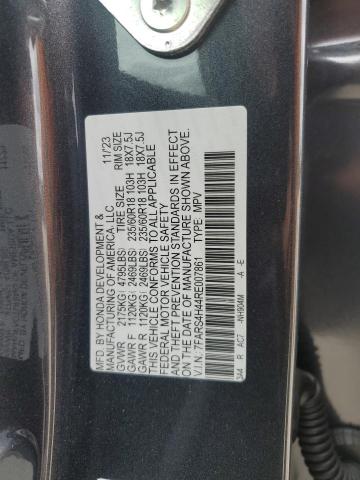 MFD. BY HONDA DEVELOPMENT & 11/23
MANUFACTURING OF AMERICA, LLC
GVWR 2175KG( 4795LBS) TIRE SIZE RIM SIZE
GAWR F 1120KG( 2469LBS) 235/60R18 103H 18X7.5J
GAWR R 1120KG( 2469LBS) 235/60R18 103H 18X7.5J
THIS VEHICLE CONFORMS TO ALL APPLICABLE
FEDERAL MOTOR VEHICLE SAFETY
AND THEFT PREVENTION STANDARDS IN EFFECT
ON THE DATE OF MANUFACTURE SHOWN ABOVE.
V.I.N: 7FARS4H44RE007861 TYPE: MPV
3A4 R AC7 -NH904M -A -E